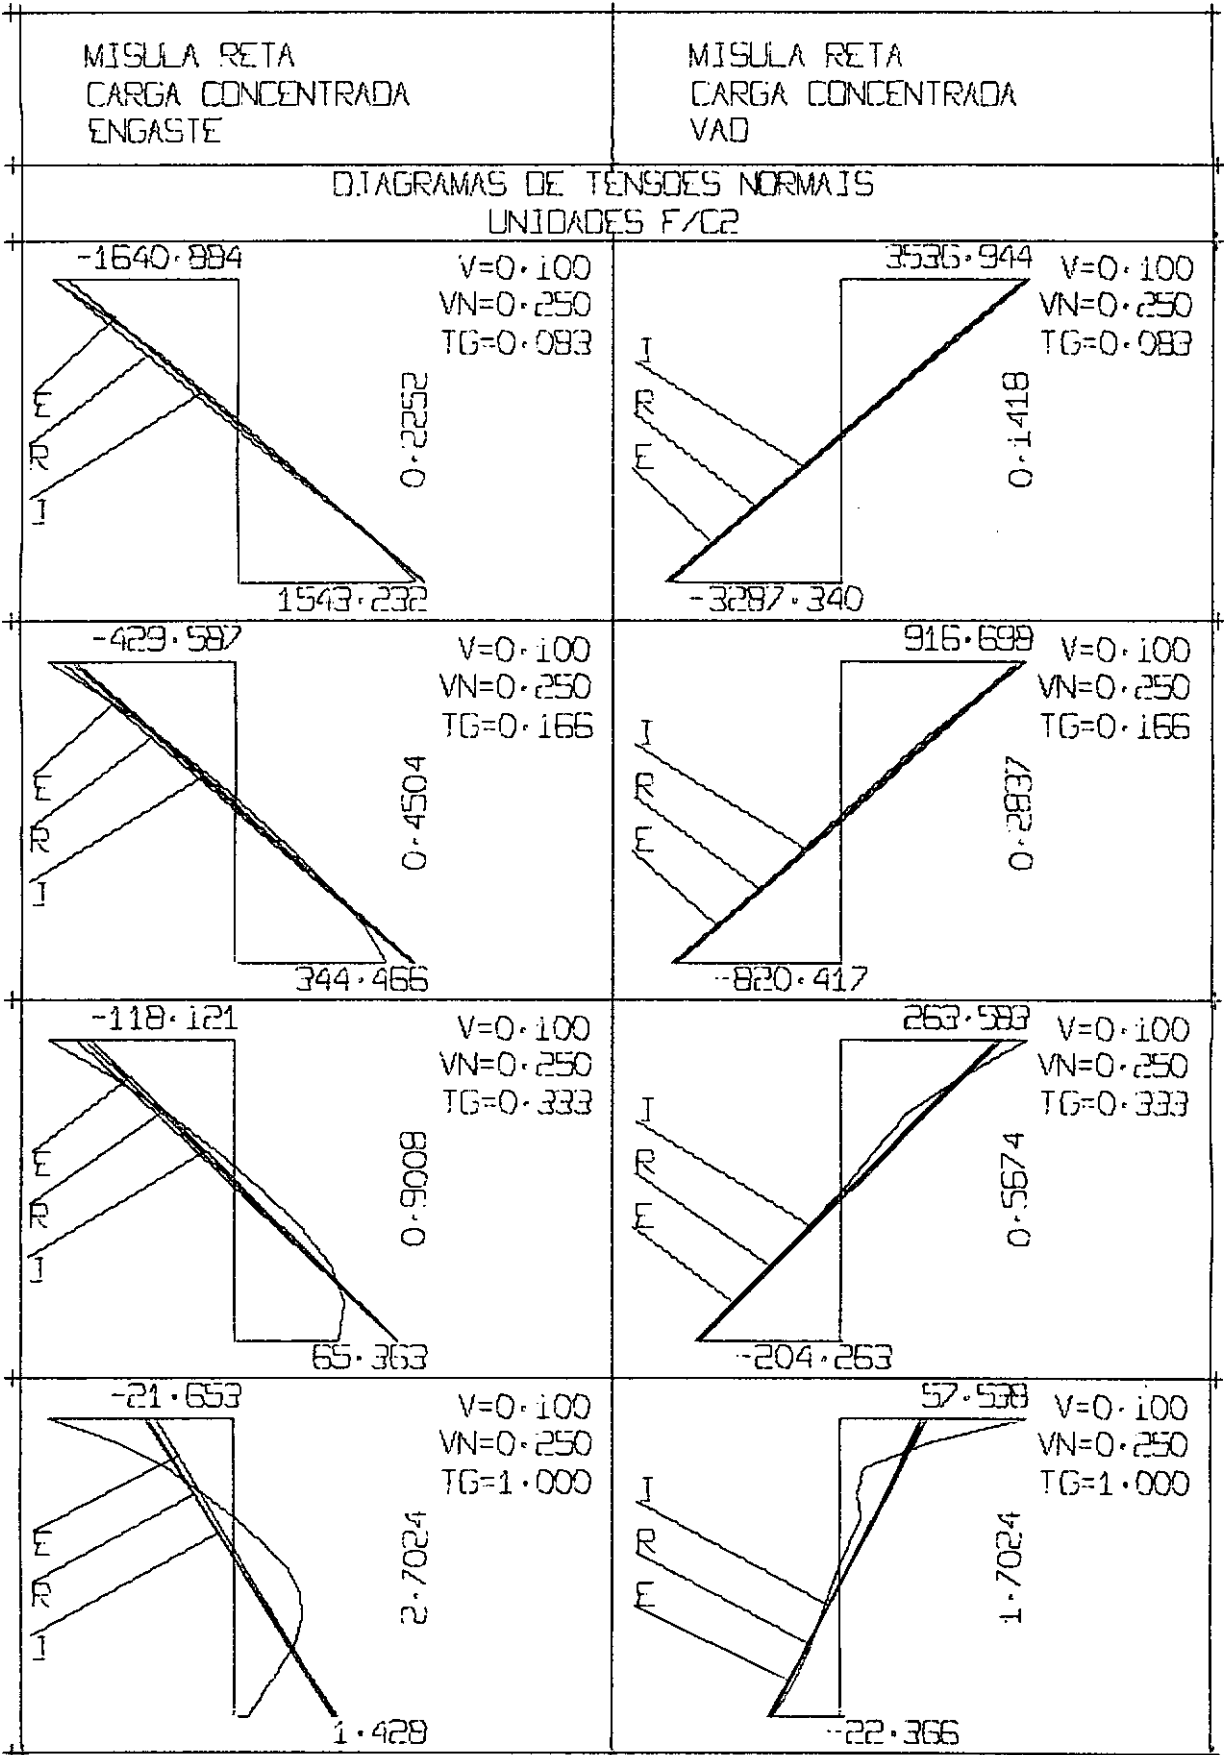 MISULA RETA
CARGA CONCENTRADA
ENGASTE
MISULA RETA
CARGA CONCENTRADA
VAO
DIAGRAMAS DE TENSOES NORMAIS
UNIDADES F/C2
-1640.884
V=0.100
VN=0.250
TG=0.083
E
R
I
0.2252
1543.232
3536.944
V=0.100
VN=0.250
TG=0.083
I
R
E
0.1418
-3287.340
-429.587
V=0.100
VN=0.250
TG=0.166
E
R
I
0.4504
344.466
916.699
V=0.100
VN=0.250
TG=0.166
I
R
E
0.2837
-820.417
-118.121
V=0.100
VN=0.250
TG=0.333
E
R
I
0.9008
65.363
263.583
V=0.100
VN=0.250
TG=0.333
I
R
E
0.5674
-204.263
-21.653
V=0.100
VN=0.250
TG=1.000
E
R
I
2.7024
1.428
57.538
V=0.100
VN=0.250
TG=1.000
I
R
E
1.7024
-22.366